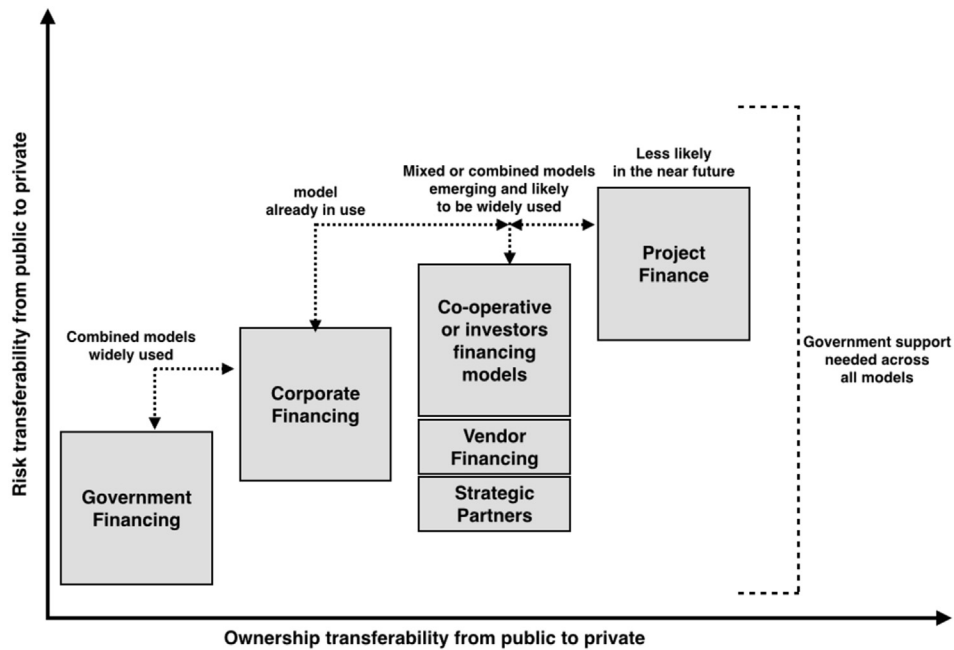 Risk transferability from public to private
Less likely
in the near future
Mixed or combined models
emerging and likely
to be widely used
model
already in use
Project
Finance
Co-operative
or investors
financing
models
Combined models
widely used
Government support
needed across
all models
Corporate
Financing
Vendor
Financing
Government
Financing
Strategic
Partners
Ownership transferability from public to private